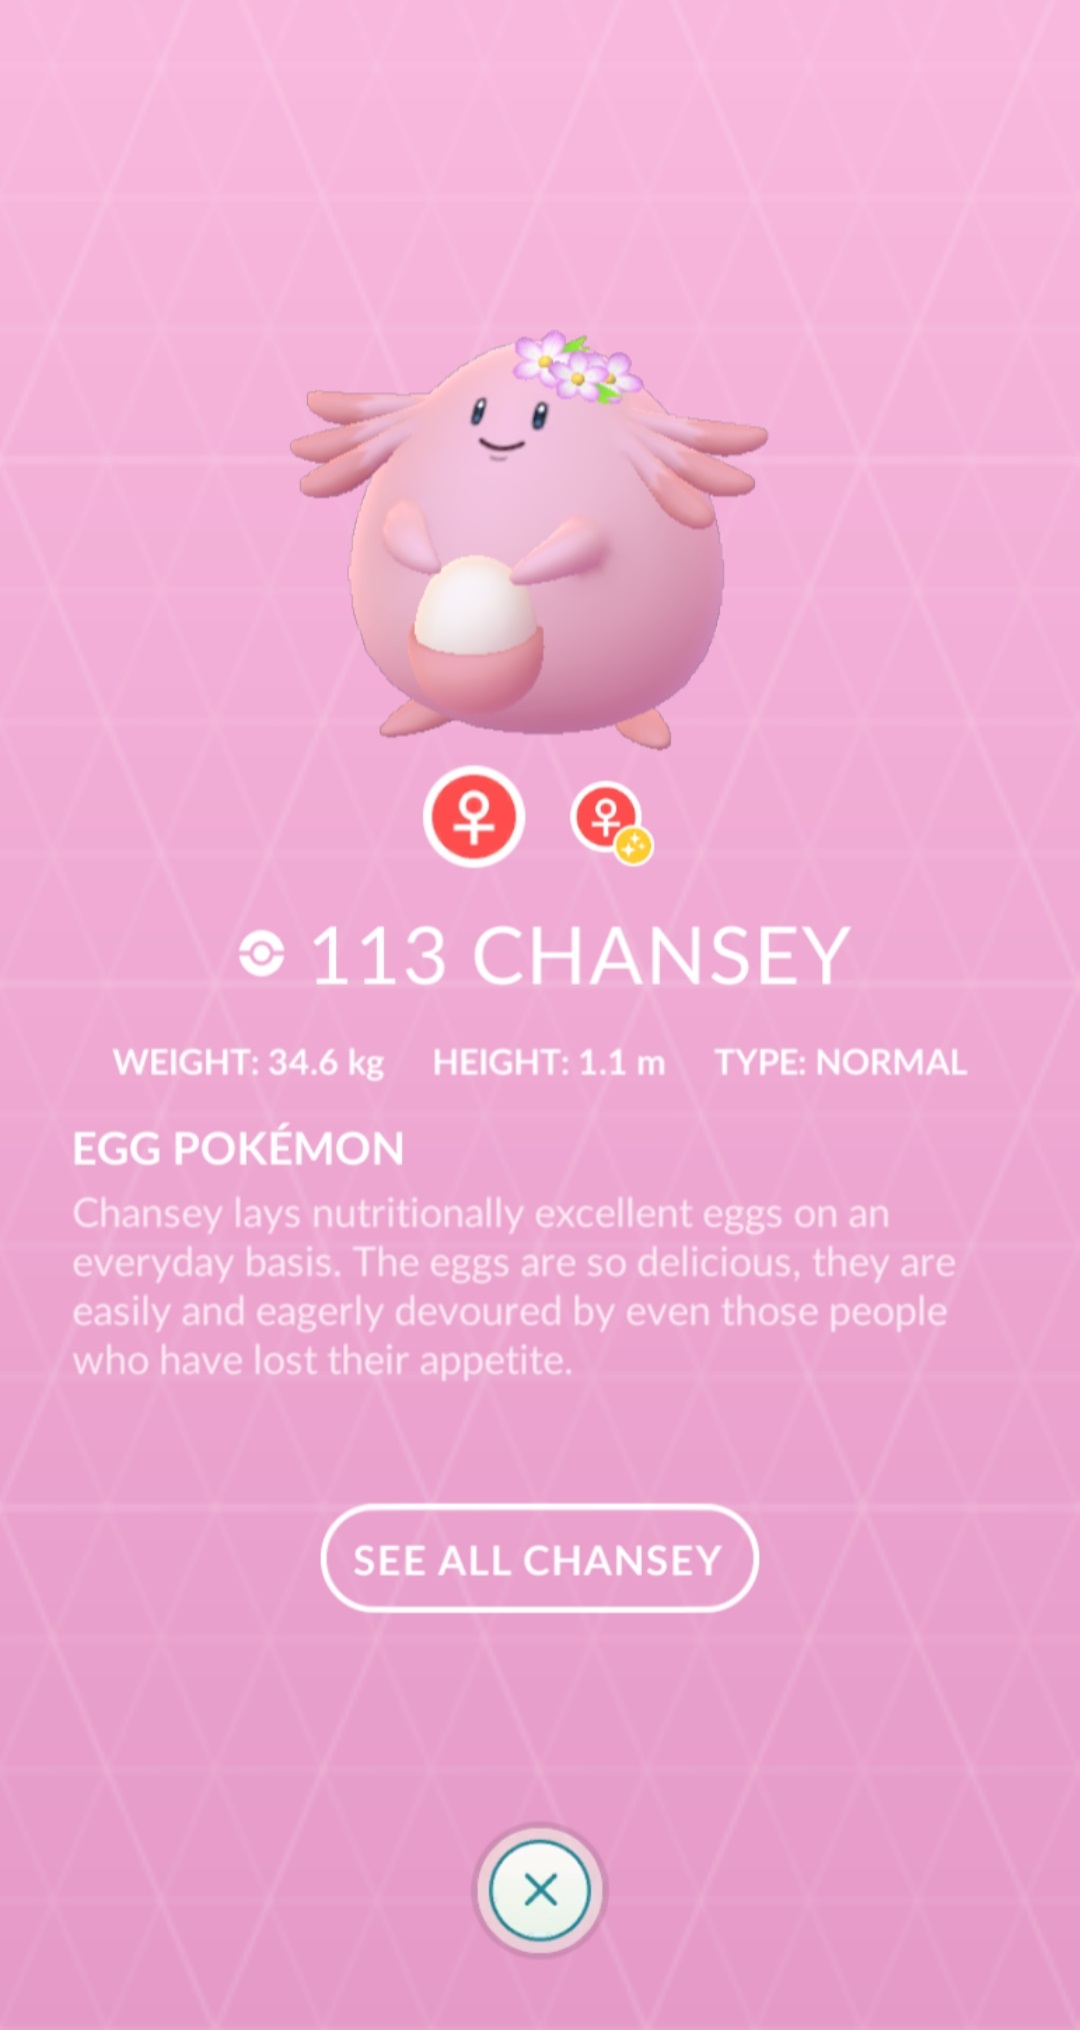 113 CHANSEY
WEIGHT: 34.6 kg HEIGHT: 1.1 m TYPE: NORMAL
EGG POKÉMON
Chansey lays nutritionally excellent eggs on an
everyday basis. The eggs are so delicious, they are
easily and eagerly devoured by even those people
who have lost their appetite.
SEE ALL CHANSEY